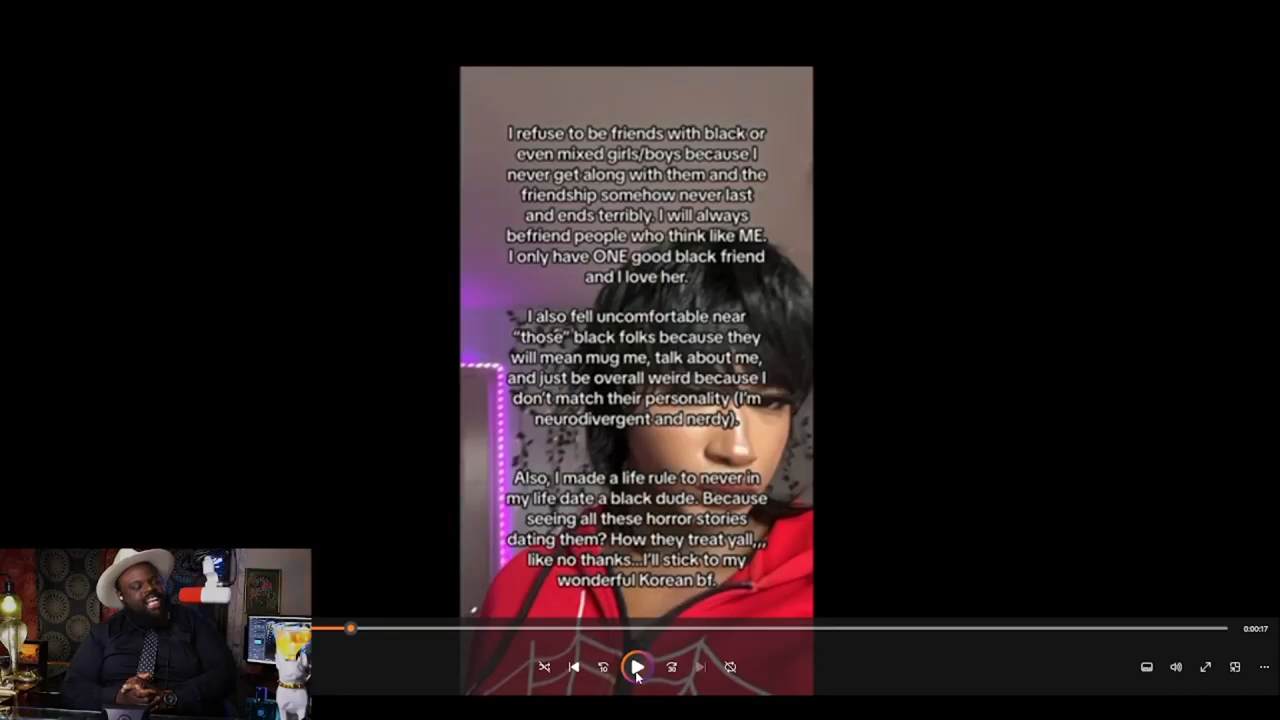 I refuse to be friends with black or
even mixed girls/boys because I
never get along with them and the
friendship somehow never last
and ends terribly. I will always
befriend people who think like ME.
I only have ONE good black friend
and I love her.
I also fell uncomfortable near
“those” black folks because they
will mean mug me, talk about me,
and just be overall weird because I
don't match their personality (I'm
neurodivergent and nerdy).
Also, I made a life rule to never in
my life date a black dude. Because
seeing all these horror stories
dating them? How they treat yall,,,
like no thanks...I'll stick to my
wonderful Korean bf.
0:00:17
10
30